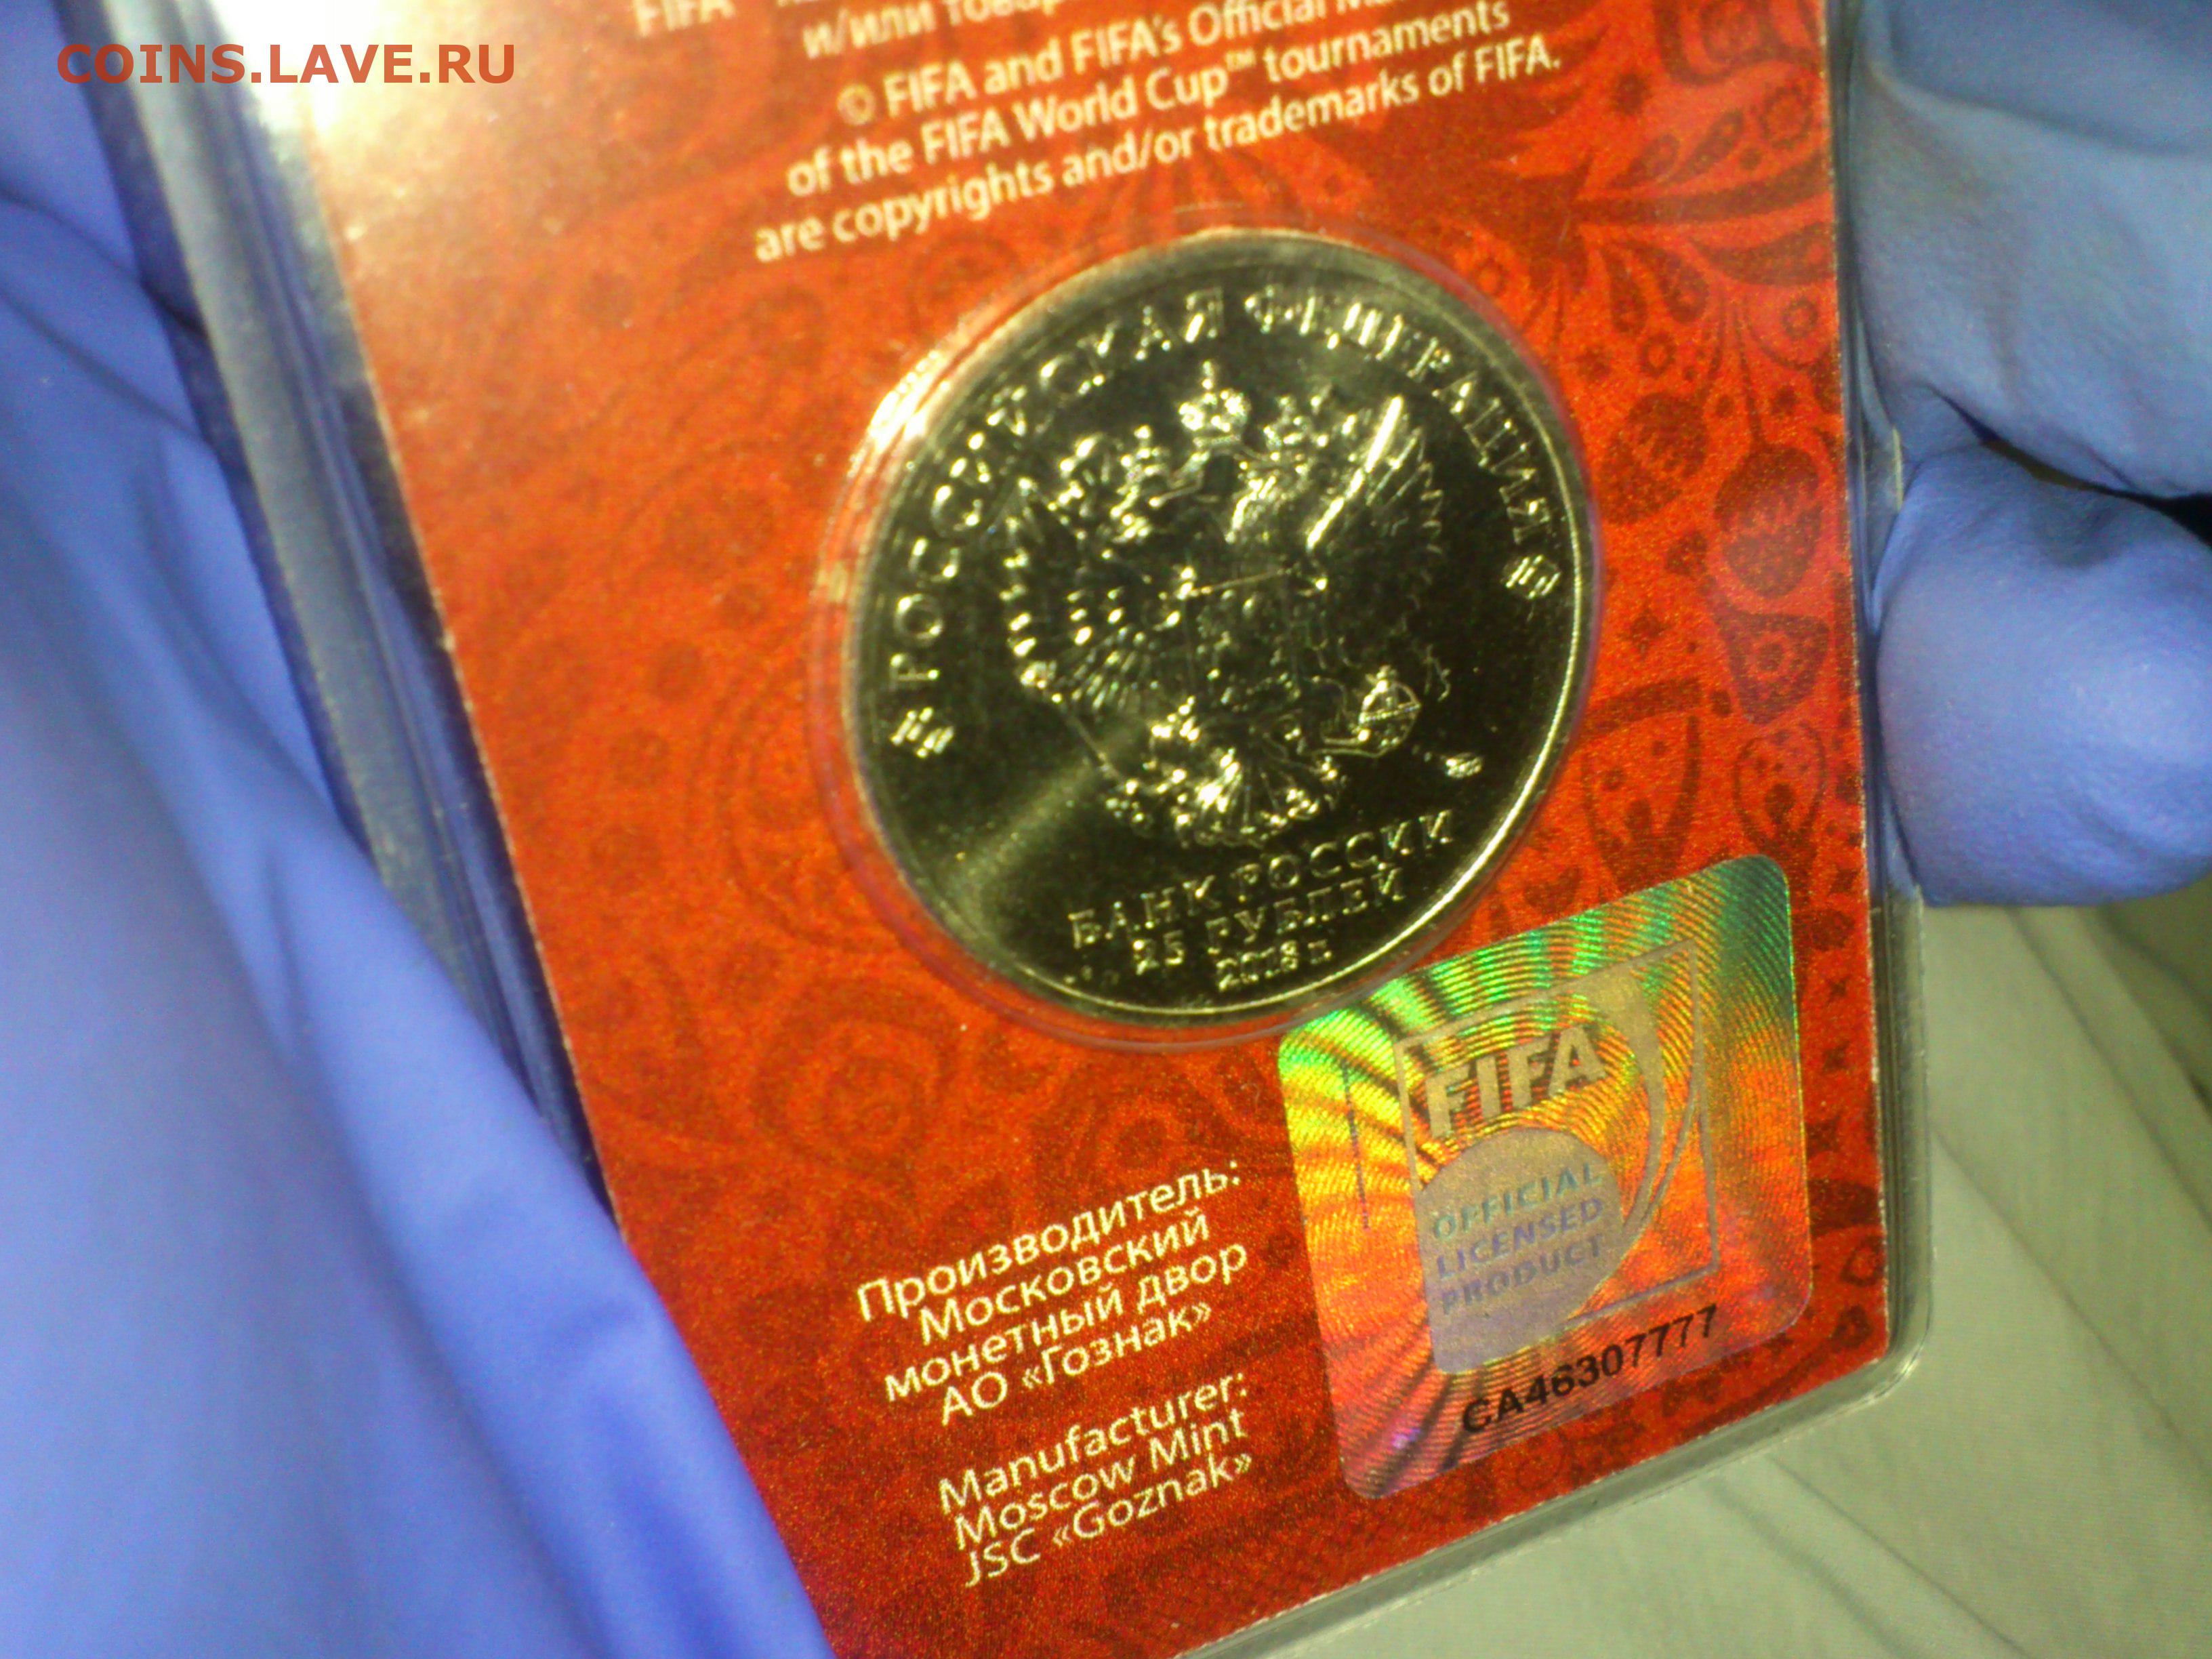 COINS.LAVE.RU
FIFA
и/или
© FIFA and FIFA's Official
of the FIFA World Cup™ tournaments
are copyrights and/or trademarks of FIFA.
РОССИЙСКАЯ ФЕДЕРАЦИЯ
БАНК РОССИИ
25 РУБЛЕЙ
2018 г.
FIFA
OFFICIAL
LICENSED
PRODUCT
CA46307777
Производитель:
Московский
монетный двор
АО «Гознак»
Manufacturer:
Moscow Mint
JSC «Goznak»